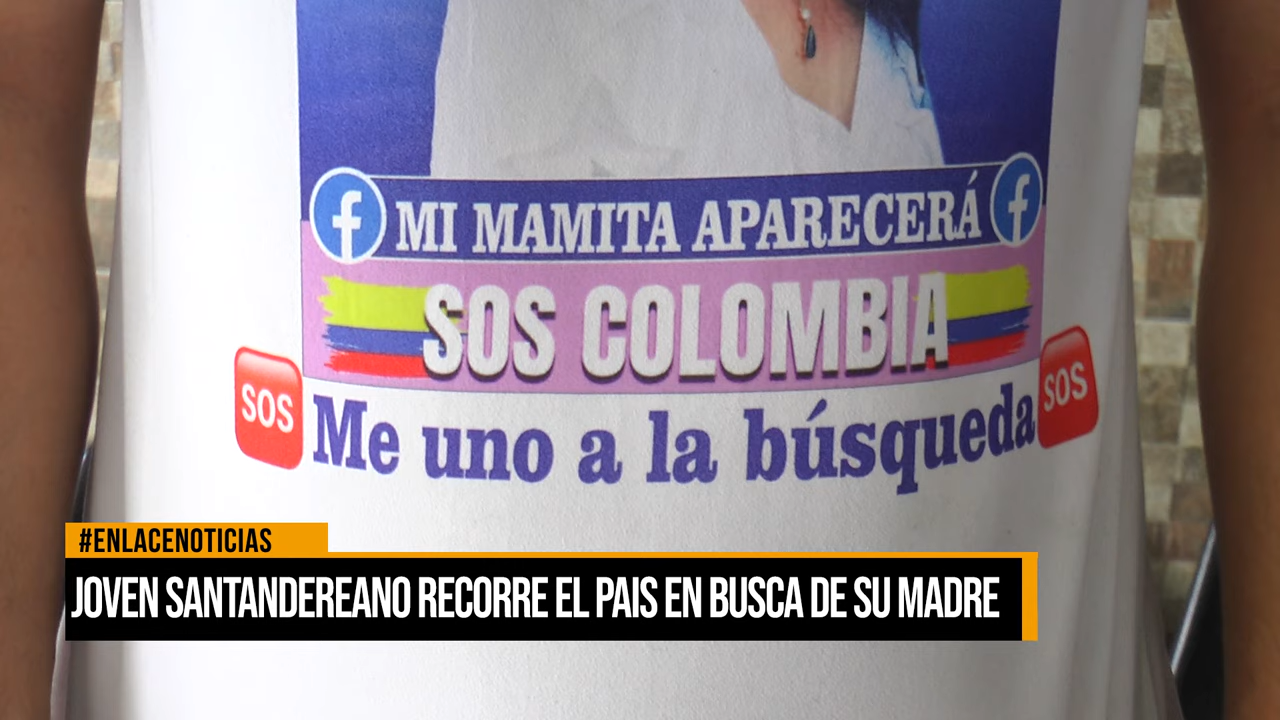 MI MAMITA APARECERÁ
SOS COLOMBIA
SOS
Me uno a la búsqueda
SOS
#ENLACENOTICIAS
JOVEN SANTANDEREANO RECORRE EL PAIS EN BUSCA DE SU MADRE